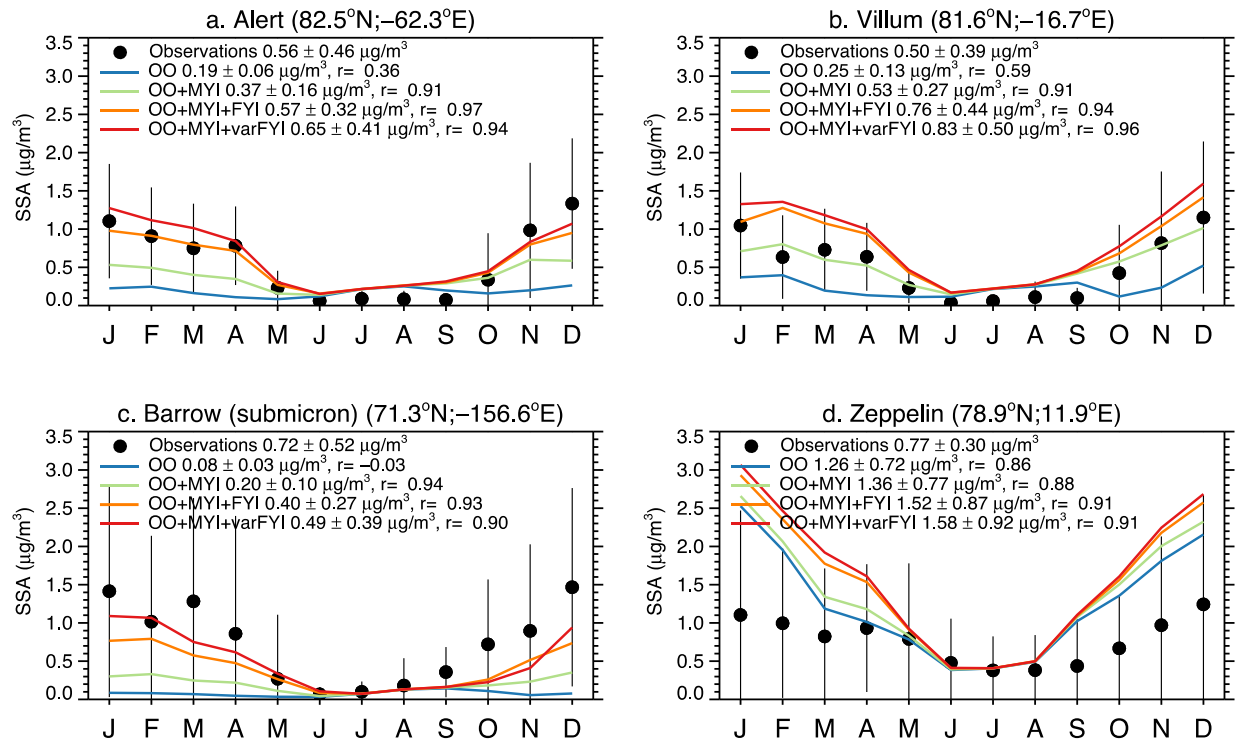 a. Alert (82.5°N;−62.3°E)
3.5
3.0
2.5
2.0
1.5
1.0
0.5
0.0
SSA (μg/m³)
Observations 0.56 ± 0.46 μg/m³
OO 0.19 ± 0.06 μg/m³, r= 0.36
OO+MYI 0.37 ± 0.16 μg/m³, r= 0.91
OO+MYI+FYI 0.57 ± 0.32 μg/m³, r= 0.97
OO+MYI+varFYI 0.65 ± 0.41 μg/m³, r= 0.94
J F M A M J J A S O N D
b. Villum (81.6°N;−16.7°E)
3.5
3.0
2.5
2.0
1.5
1.0
0.5
0.0
SSA (μg/m³)
Observations 0.50 ± 0.39 μg/m³
OO 0.25 ± 0.13 μg/m³, r= 0.59
OO+MYI 0.53 ± 0.27 μg/m³, r= 0.91
OO+MYI+FYI 0.76 ± 0.44 μg/m³, r= 0.94
OO+MYI+varFYI 0.83 ± 0.50 μg/m³, r= 0.96
J F M A M J J A S O N D
c. Barrow (submicron) (71.3°N;−156.6°E)
3.5
3.0
2.5
2.0
1.5
1.0
0.5
0.0
SSA (μg/m³)
Observations 0.72 ± 0.52 μg/m³
OO 0.08 ± 0.03 μg/m³, r= −0.03
OO+MYI 0.20 ± 0.10 μg/m³, r= 0.94
OO+MYI+FYI 0.40 ± 0.27 μg/m³, r= 0.93
OO+MYI+varFYI 0.49 ± 0.39 μg/m³, r= 0.90
J F M A M J J A S O N D
d. Zeppelin (78.9°N;11.9°E)
3.5
3.0
2.5
2.0
1.5
1.0
0.5
0.0
SSA (μg/m³)
Observations 0.77 ± 0.30 μg/m³
OO 1.26 ± 0.72 μg/m³, r= 0.86
OO+MYI 1.36 ± 0.77 μg/m³, r= 0.88
OO+MYI+FYI 1.52 ± 0.87 μg/m³, r= 0.91
OO+MYI+varFYI 1.58 ± 0.92 μg/m³, r= 0.91
J F M A M J J A S O N D